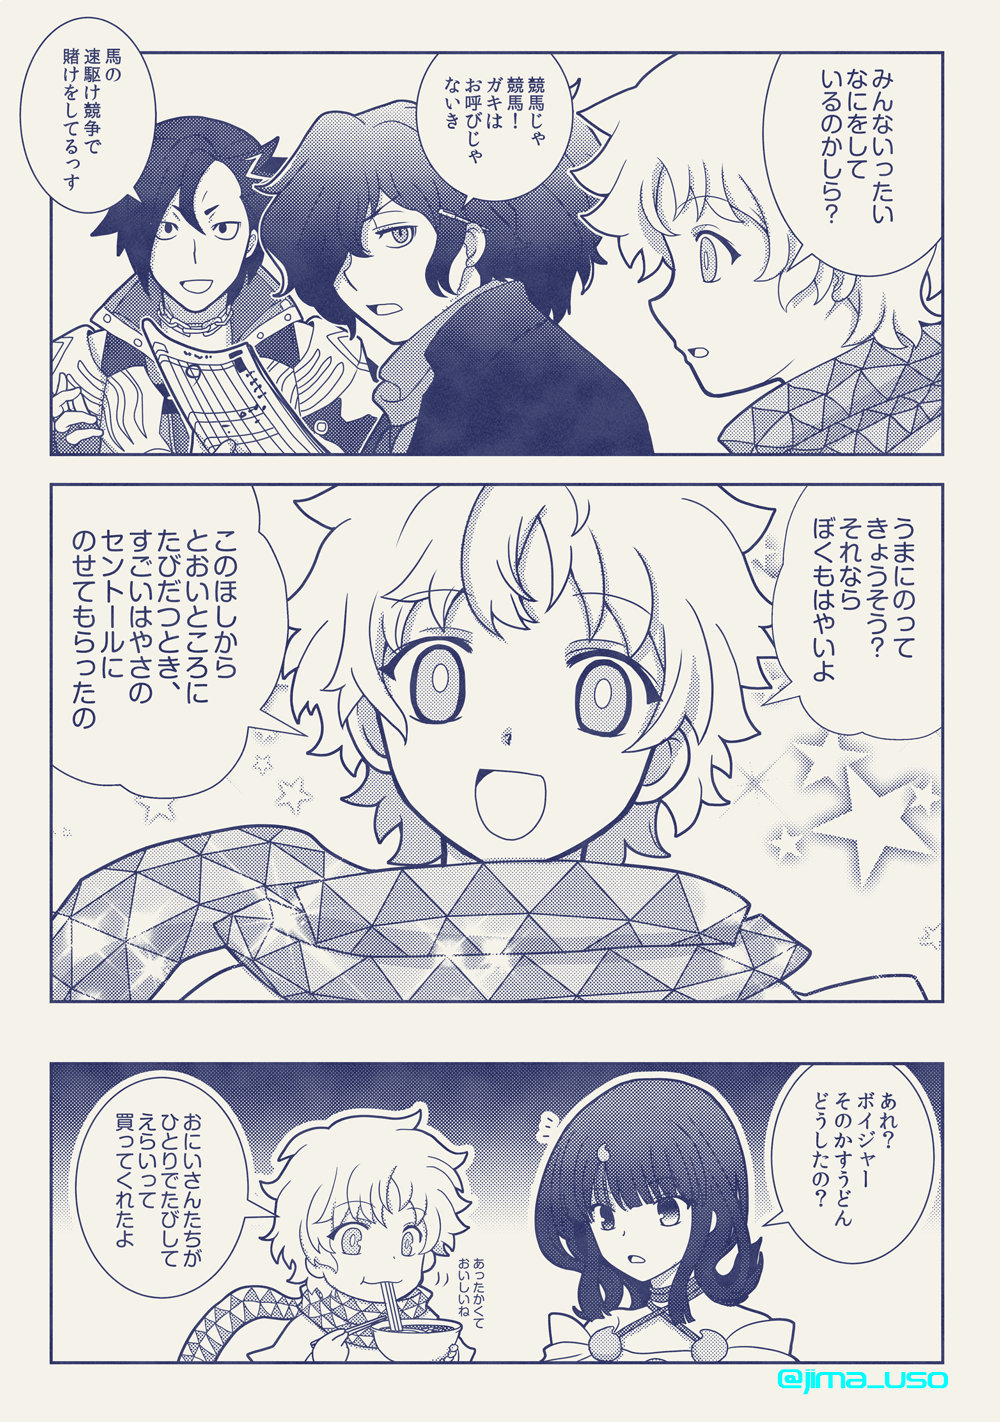 みんないったい
なにをして
いるのかしら？
競馬じゃ
競馬！
ガキは
お呼びじゃ
ないき
馬の
速駆け競争で
賭けをしてるっす
うまにのって
きょうそう？
それなら
ぼくもはやいよ
このほしから
とおいところに
たびだつとき、
すごいはやさの
セントールに
のせてもらったの
あれ？
ボイジャー
そのかすうどん
どうしたの？
あったかくて
おいしいね
おにいさんたちが
ひとりでたびして
えらいって
買ってくれたよ
@jima_uso